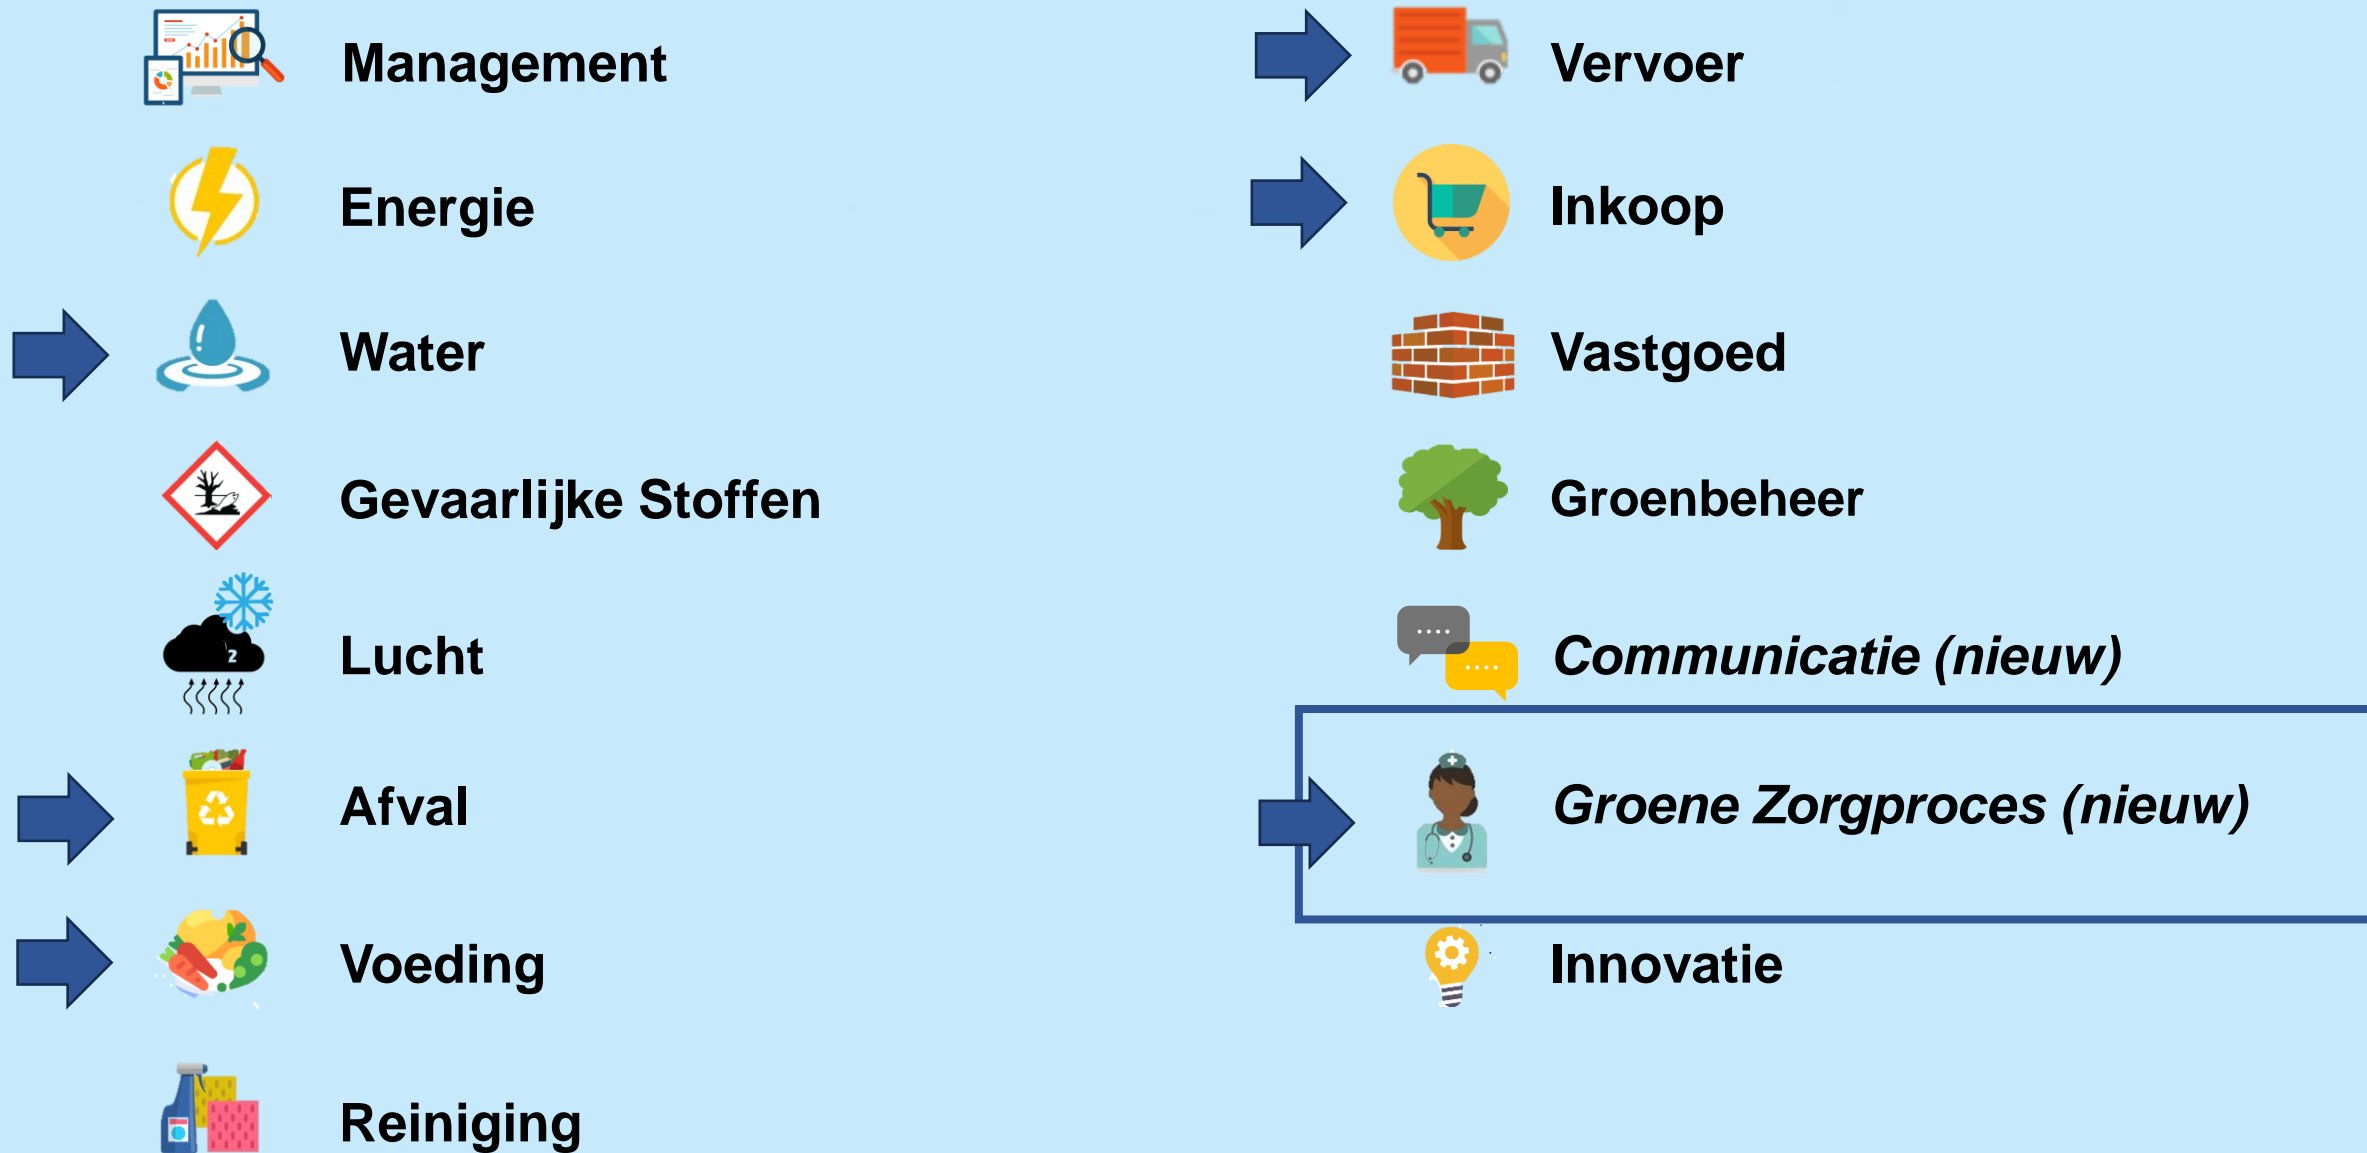 Management
Energie
Water
Gevaarlijke Stoffen
2
Lucht
Afval
Voeding
Reiniging
Vervoer
Inkoop
Vastgoed
Groenbeheer
Communicatie (nieuw)
Groene Zorgproces (nieuw)
Innovatie